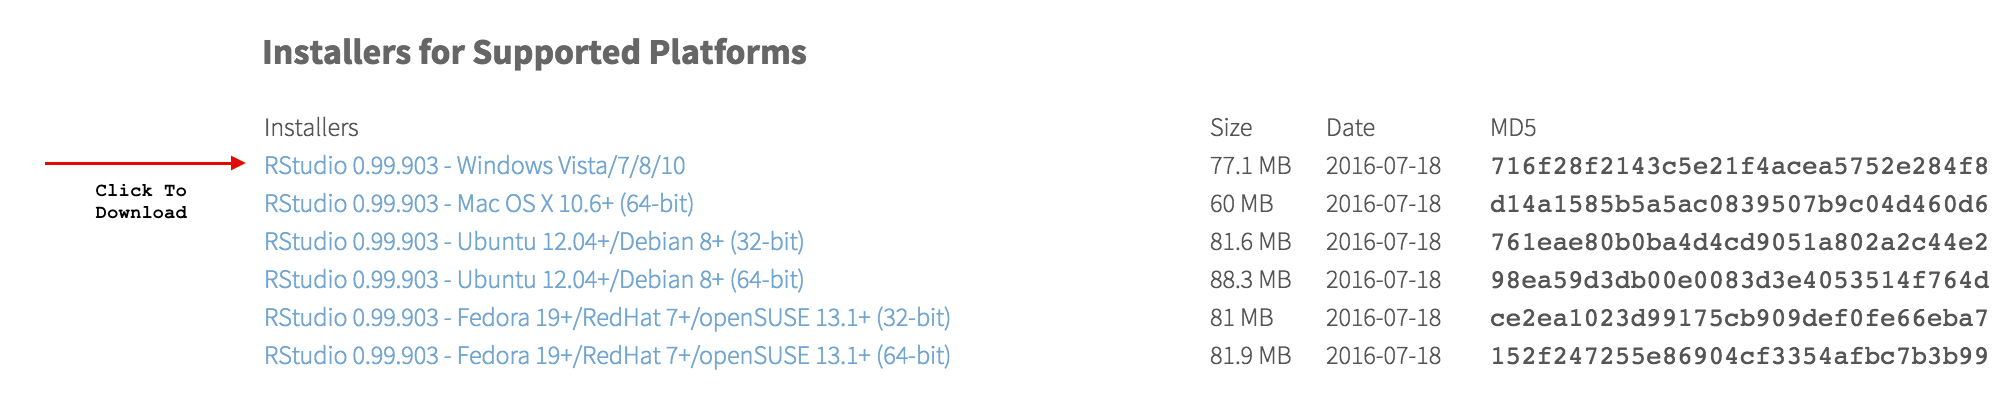 Installers for Supported Platforms
Installers Size Date MD5
RStudio 0.99.903 - Windows Vista/7/8/10 77.1 MB 2016-07-18 716f28f2143c5e21f4acea5752e284f8
Click To
Download
RStudio 0.99.903 - Mac OS X 10.6+ (64-bit) 60 MB 2016-07-18 d14a1585b5a5ac0839507b9c04d460d6
RStudio 0.99.903 - Ubuntu 12.04+/Debian 8+ (32-bit) 81.6 MB 2016-07-18 761eae80b0ba4d4cd9051a802a2c44e2
RStudio 0.99.903 - Ubuntu 12.04+/Debian 8+ (64-bit) 88.3 MB 2016-07-18 98ea59d3db00e0083d3e4053514f764d
RStudio 0.99.903 - Fedora 19+/RedHat 7+/openSUSE 13.1+ (32-bit) 81 MB 2016-07-18 ce2ea1023d99175cb909def0fe66eba7
RStudio 0.99.903 - Fedora 19+/RedHat 7+/openSUSE 13.1+ (64-bit) 81.9 MB 2016-07-18 152f247255e86904cf3354afbc7b3b99